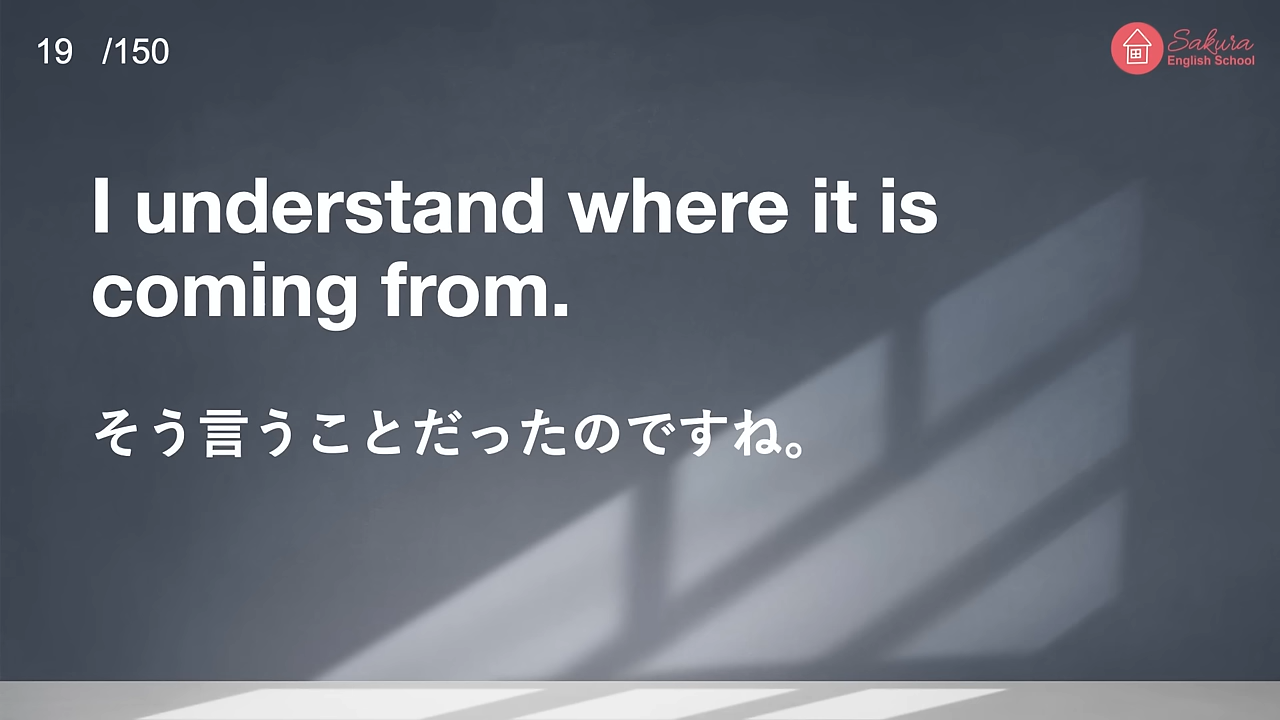 19 /150
Sakura
English School
I understand where it is
coming from.
そう言うことだったのですね。